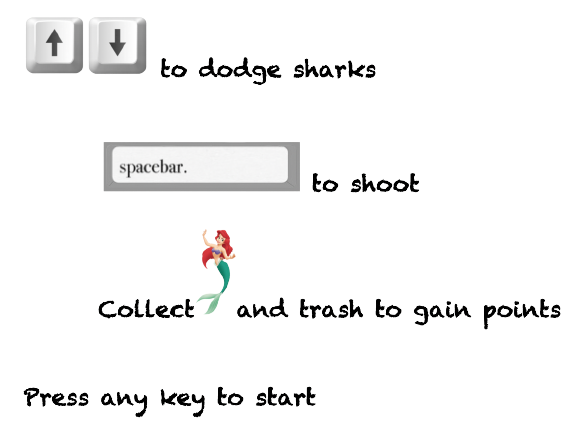 to dodge sharks
spacebar.
to shoot
Collect and trash to gain points
Press any key to start